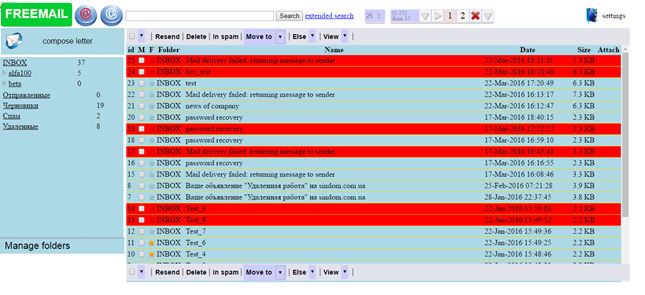 FREEMAIL
Search extended search 25 [1-25] from 37 1 2 settings
compose letter
INBOX 37
alfa100 5
beta 0
Отправленные 0
Черновики 19
Спам 2
Удаленные 8
Manage folders
| Resend | Delete | In spam | Move to | Else | View |
id M F Folder Name Date Size Attach
25 INBOX Mail delivery failed: returning message to sender 22-Mar-2016 18:11:11 7.3 KB
24 INBOX test 4.9 KB
23 INBOX test 22-Mar-2016 17:20:49 6.3 KB
22 INBOX Mail delivery failed: returning message to sender 22-Mar-2016 16:13:17 7.3 KB
21 INBOX news of company 22-Mar-2016 16:12:47 6.3 KB
20 INBOX password recovery 17-Mar-2016 18:40:15 2.3 KB
19 INBOX password recovery 17-Mar-2016 17:22:27 2.3 KB
18 INBOX password recovery 17-Mar-2016 16:59:10 2.3 KB
17 INBOX Mail delivery failed: returning message to sender 3.3 KB
16 INBOX password recovery 17-Mar-2016 16:16:55 2.3 KB
15 INBOX Mail delivery failed: returning message to sender 17-Mar-2016 16:08:46 3.3 KB
8 INBOX Ваше объявление "Удаленная работа" на sindom.com.ua 25-Feb-2016 07:21:28 3.9 KB
7 INBOX Ваше объявление "Удаленная работа" на sindom.com.ua 28-Jan-2016 22:37:45 3.8 KB
14 INBOX Test_9 22-Jan-2016 15:50:03 2.2 KB
13 INBOX Test_8 22-Jan-2016 15:49:52 2.2 KB
12 INBOX Test_7 22-Jan-2016 15:49:36 2.2 KB
11 INBOX Test_6 22-Jan-2016 15:49:25 2.2 KB
10 INBOX Test_4 22-Jan-2016 15:48:46 2.2 KB
| Resend | Delete | In spam | Move to | Else | View |